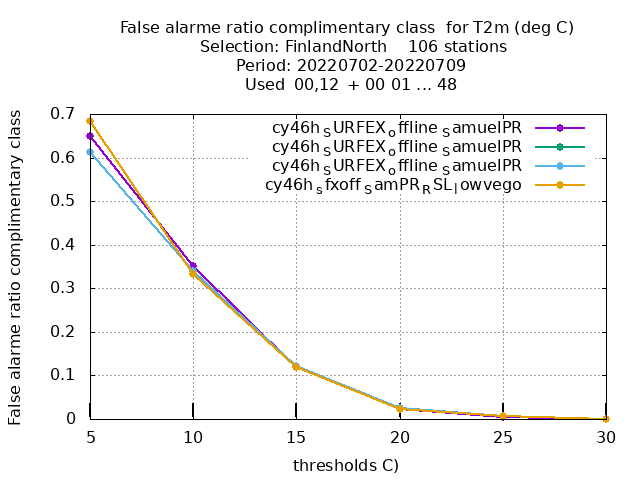 False alarme ratio complimentary class  for T2m (deg C)
Selection: FinlandNorth    106 stations
Period: 20220702-20220709
Used  00,12  + 00 01 ... 48
False alarme ratio complimentary class
0.7
0.6
0.5
0.4
0.3
0.2
0.1
0
cy46h_SURFEX_offline_SamuelPR
cy46h_SURFEX_offline_SamuelPR
cy46h_SURFEX_offline_SamuelPR
cy46h_sfxoff_SamPR_RSL_lowvego
5 10 15 20 25 30
thresholds C)